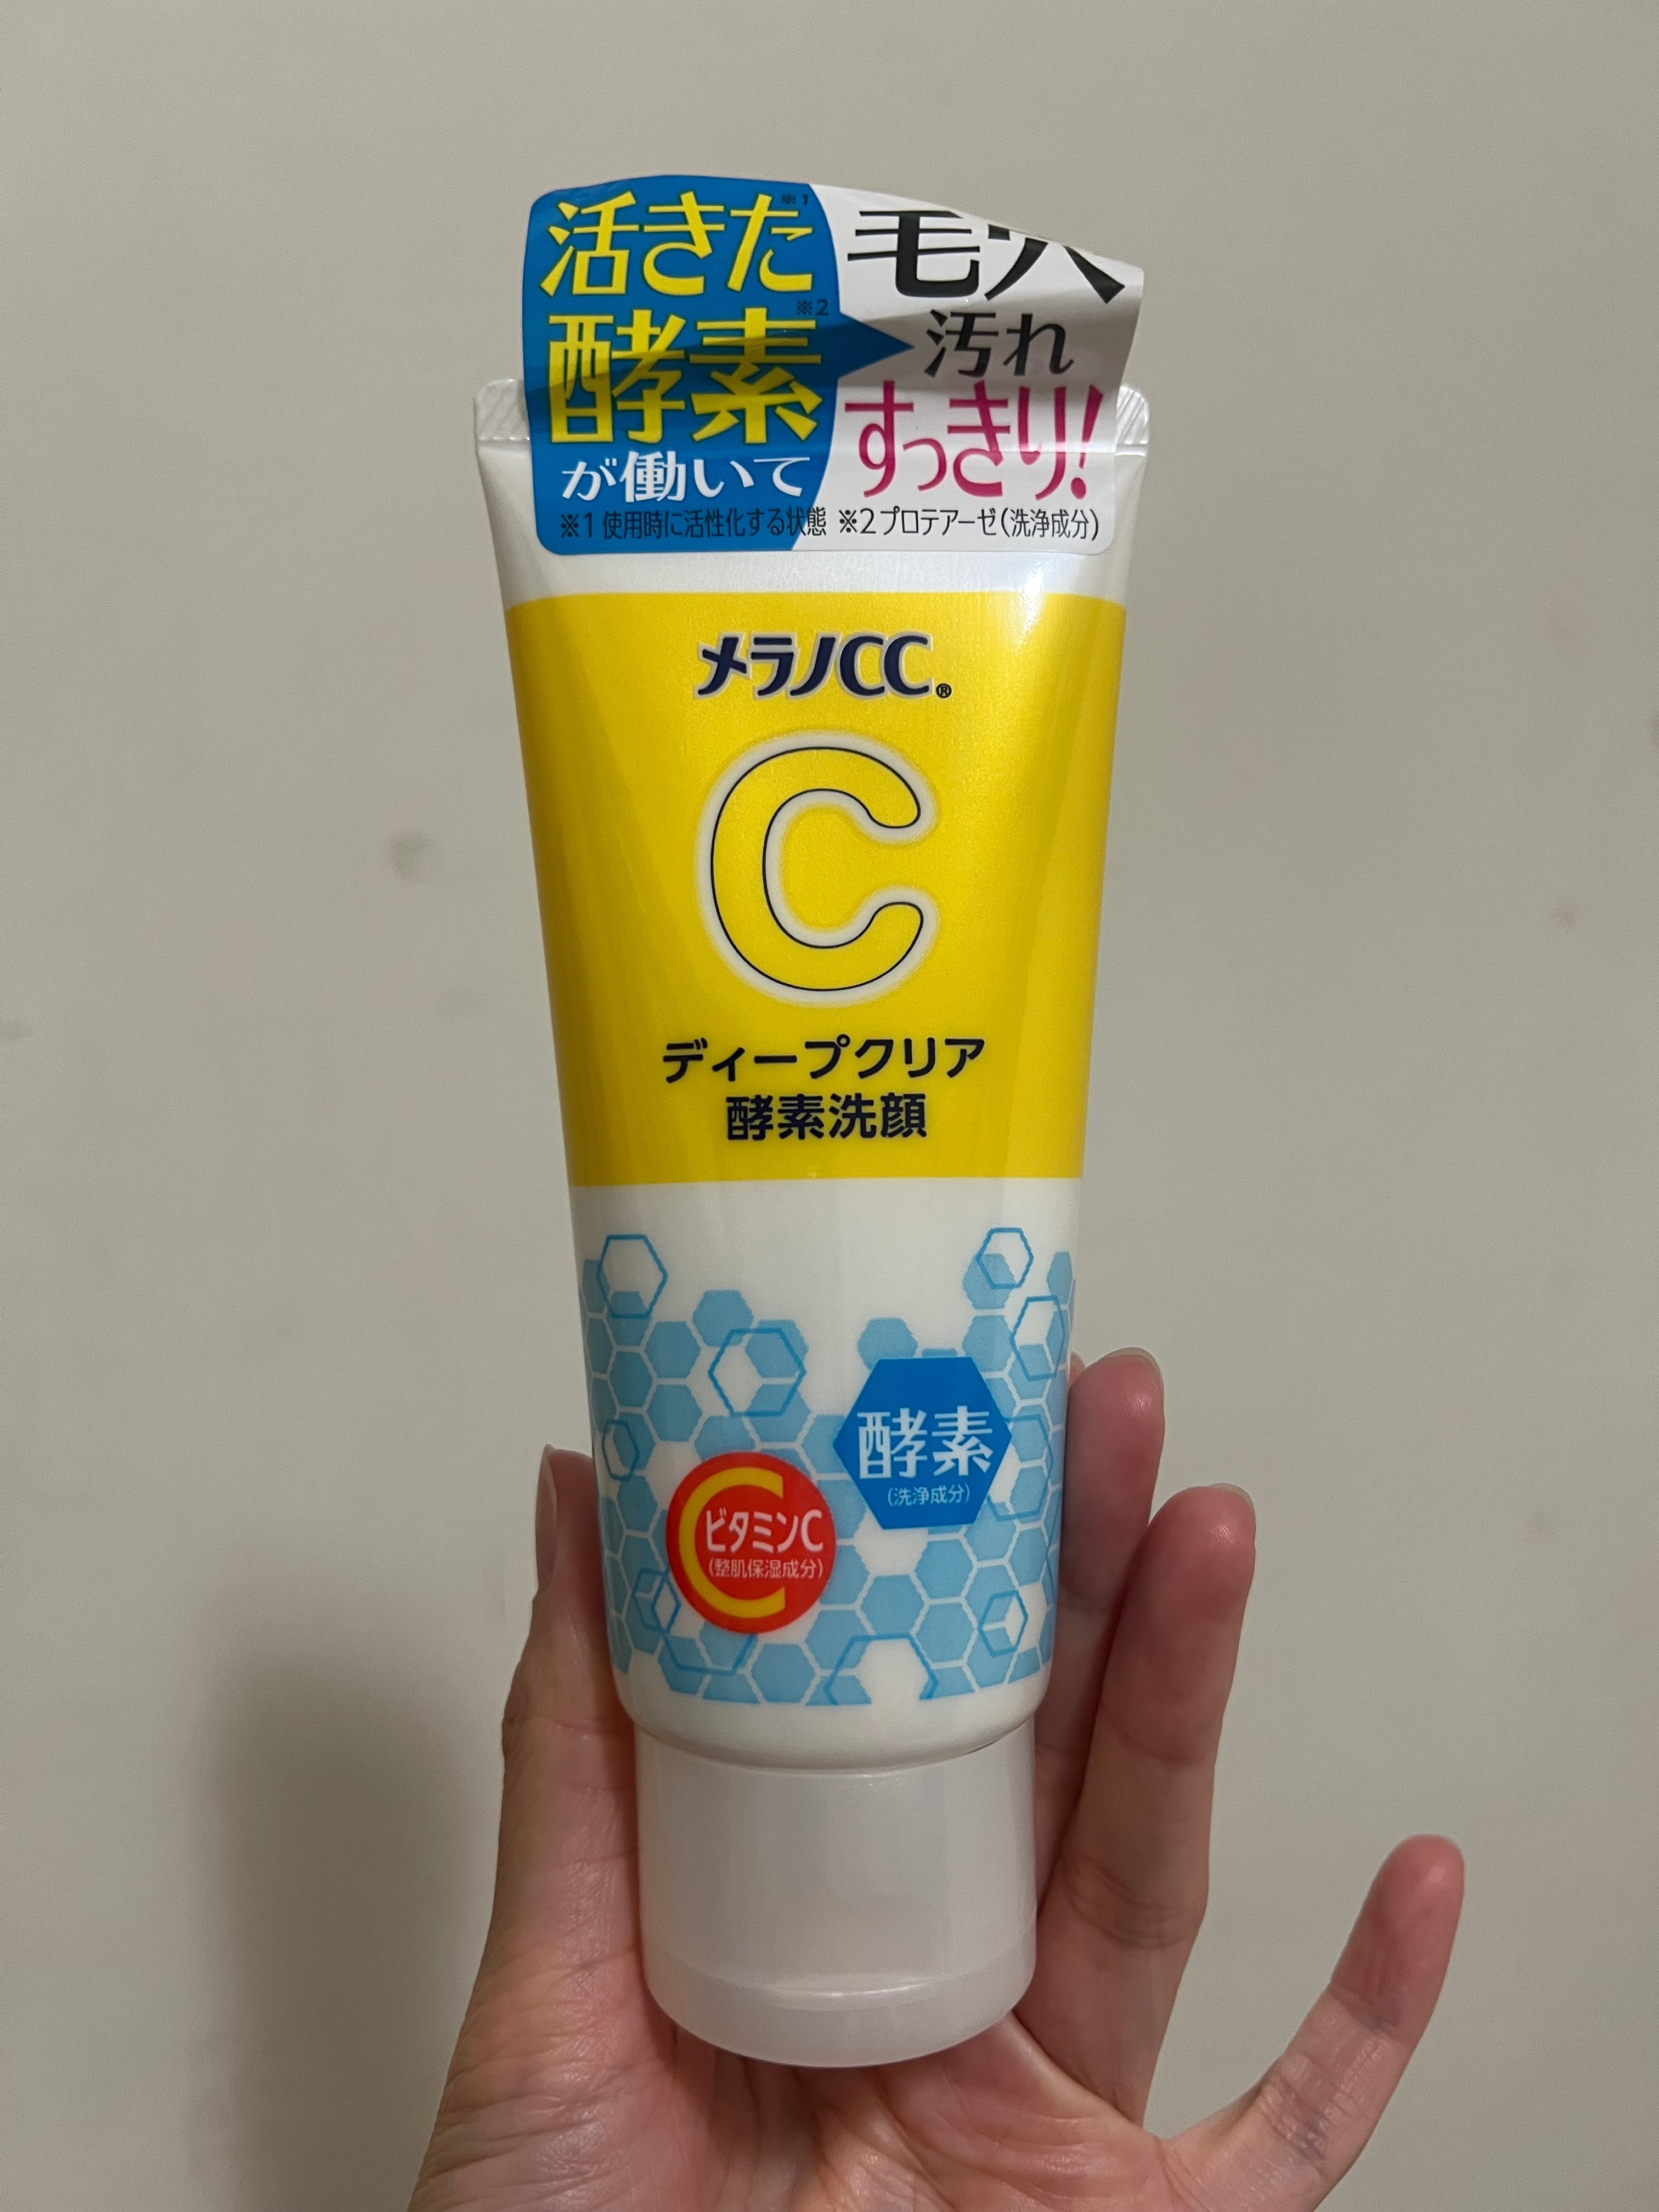 活きた※1
酵素※2
が働いて
毛穴
汚れ
すっきり!
※1 使用時に活性化する状態 ※2プロテアーゼ(洗浄成分)
メラノCC®
C
ディープクリア
酵素洗顔
酵素
(洗浄成分)
C
ビタミンC
(整肌保湿成分)